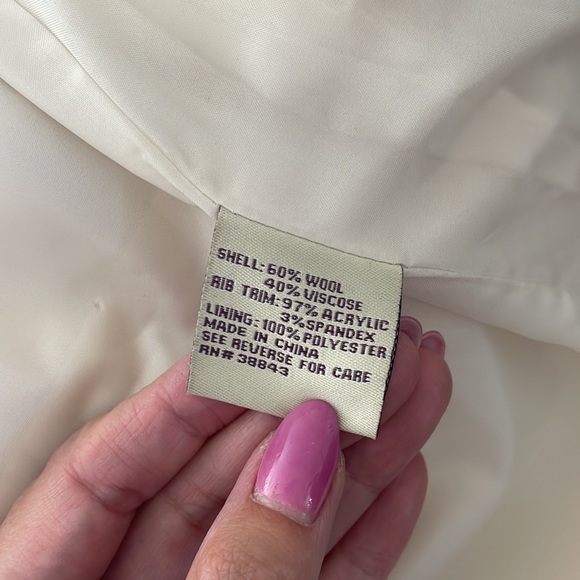 SHELL: 60% WOOL
40% VISCOSE
RIB TRIM: 97% ACRYLIC
3% SPANDEX
LINING: 100% POLYESTER
MADE IN CHINA
SEE REVERSE FOR CARE
RN# 38843